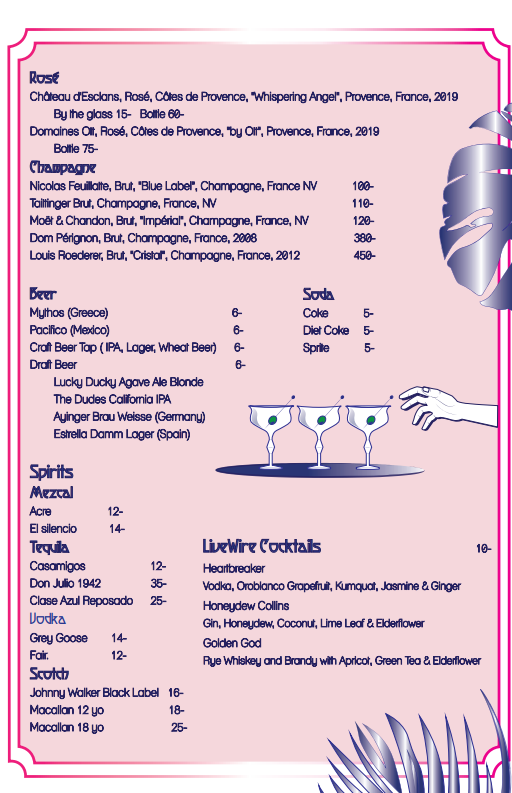 Rosé
Château d'Esclans, Rosé, Côtes de Provence, "Whispering Angel", Provence, France, 2019
By the glass 15- Bottle 60-
Domaines Ott, Rosé, Côtes de Provence, "by Ott", Provence, France, 2019
Bottle 75-
Champagne
Nicolas Feuillatte, Brut, "Blue Label", Champagne, France NV 100-
Taittinger Brut, Champagne, France, NV 110-
Moët & Chandon, Brut, "Impérial", Champagne, France, NV 120-
Dom Pérignon, Brut, Champagne, France, 2008 380-
Louis Roederer, Brut, "Cristal", Champagne, France, 2012 450-
Beer
Mythos (Greece) 6-
Pacifico (Mexico) 6-
Craft Beer Tap ( IPA, Lager, Wheat Beer) 6-
Draft Beer 6-
Lucky Ducky Agave Ale Blonde
The Dudes California IPA
Ayinger Brau Weisse (Germany)
Estrella Damm Lager (Spain)
Soda
Coke 5-
Diet Coke 5-
Sprite 5-
Spirits
Mezcal
Acre 12-
El silencio 14-
Tequila
Casamigos 12-
Don Julio 1942 35-
Clase Azul Reposado 25-
Vodka
Grey Goose 14-
Fair. 12-
Scotch
Johnny Walker Black Label 16-
Macallan 12 yo 18-
Macallan 18 yo 25-
LiveWire Cocktails 10-
Heartbreaker
Vodka, Oroblanco Grapefruit, Kumquat, Jasmine & Ginger
Honeydew Collins
Gin, Honeydew, Coconut, Lime Leaf & Elderflower
Golden God
Rye Whiskey and Brandy with Apricot, Green Tea & Elderflower